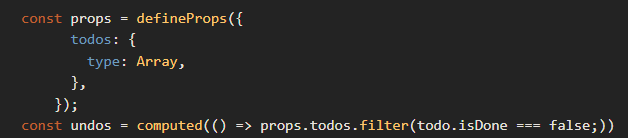 const props = defineProps({
todos: {
type: Array,
},
});
const undos = computed(() => props.todos.filter(todo.isDone === false;))